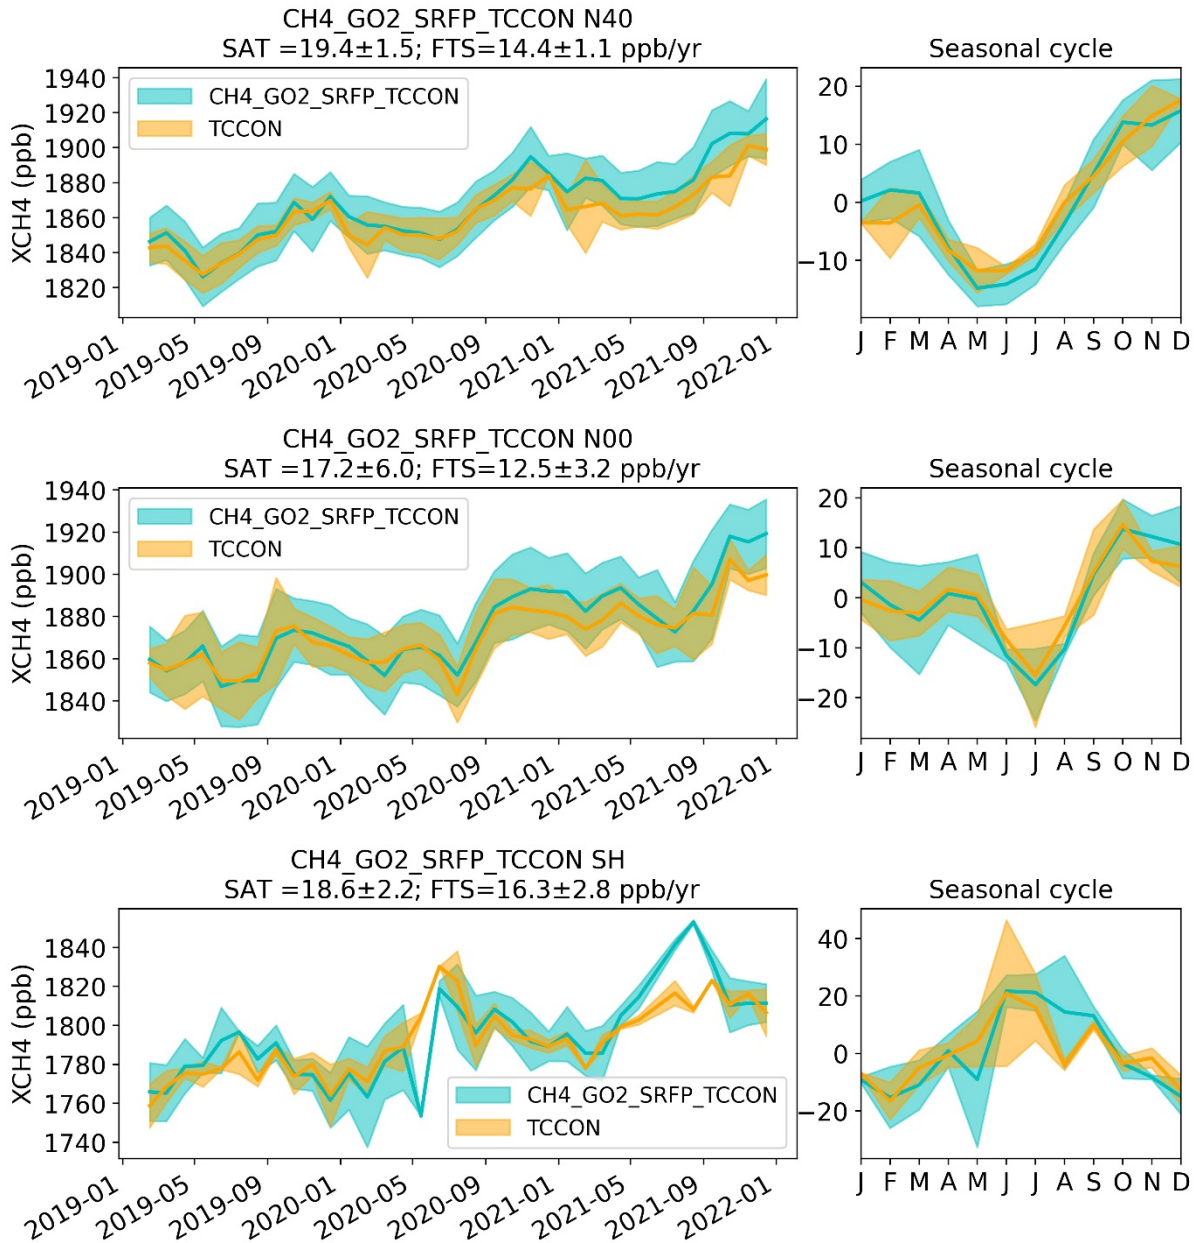 CH4_GO2_SRFP_TCCON N40
SAT =19.4±1.5; FTS=14.4±1.1 ppb/yr
Seasonal cycle
XCH4 (ppb)
1940
1920
1900
1880
1860
1840
1820
CH4_GO2_SRFP_TCCON
TCCON
20
10
0
−10
2019-01
2019-05
2019-09
2020-01
2020-05
2020-09
2021-01
2021-05
2021-09
2022-01
J F M A M J J A S O N D
CH4_GO2_SRFP_TCCON N00
SAT =17.2±6.0; FTS=12.5±3.2 ppb/yr
Seasonal cycle
XCH4 (ppb)
1940
1920
1900
1880
1860
1840
CH4_GO2_SRFP_TCCON
TCCON
20
10
0
−10
−20
2019-01
2019-05
2019-09
2020-01
2020-05
2020-09
2021-01
2021-05
2021-09
2022-01
J F M A M J J A S O N D
CH4_GO2_SRFP_TCCON SH
SAT =18.6±2.2; FTS=16.3±2.8 ppb/yr
Seasonal cycle
XCH4 (ppb)
1840
1820
1800
1780
1760
1740
CH4_GO2_SRFP_TCCON
TCCON
40
20
0
−20
2019-01
2019-05
2019-09
2020-01
2020-05
2020-09
2021-01
2021-05
2021-09
2022-01
J F M A M J J A S O N D